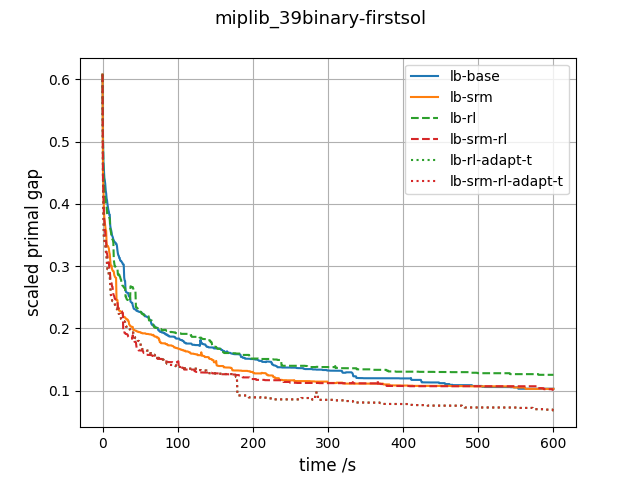 miplib_39binary-firstsol
scaled primal gap
0.6
0.5
0.4
0.3
0.2
0.1
lb-base
lb-srm
lb-rl
lb-srm-rl
lb-rl-adapt-t
lb-srm-rl-adapt-t
0 100 200 300 400 500 600
time /s